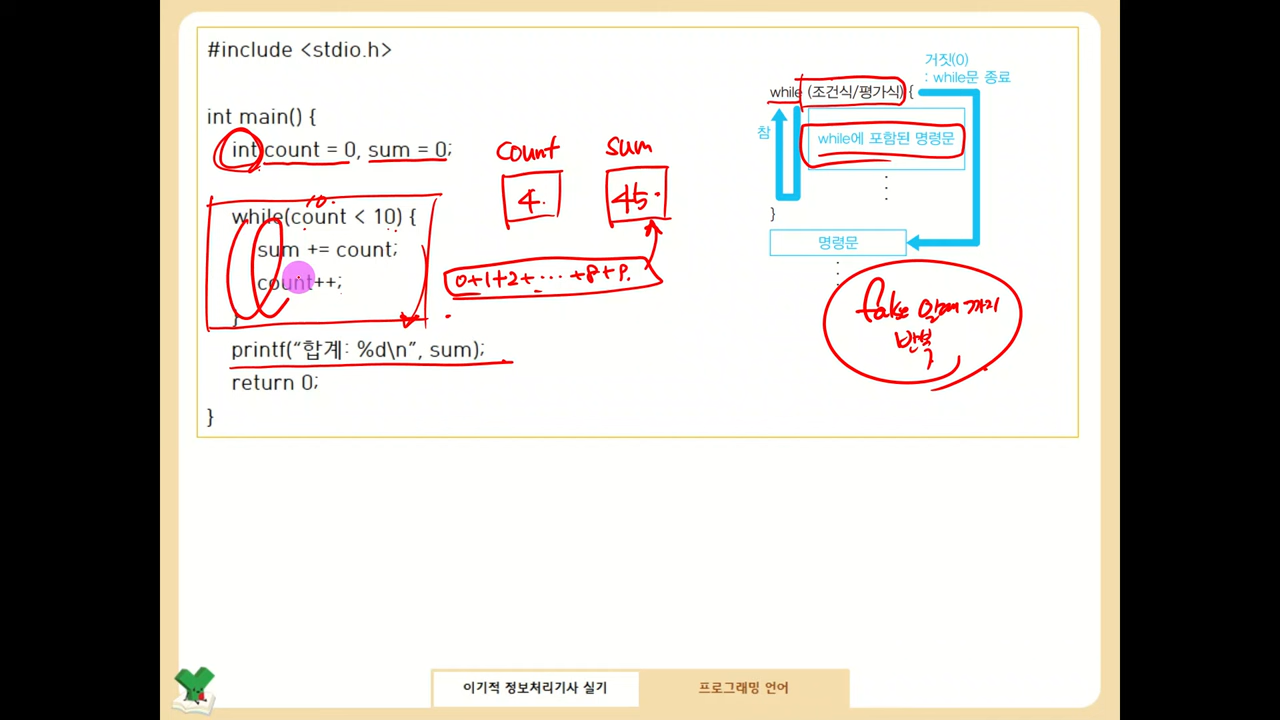 #include <stdio.h>
int main() {
int count = 0, sum = 0;
while(count < 10) {
sum += count;
count++;
}
printf("합계: %d\n", sum);
return 0;
}
10
count sum
4 45
0+1+2+ ... +8+9
거짓(0)
: while문 종료
while (조건식/평가식) {
참
while에 포함된 명령문
}
명령문
false 일때 까지
반복
이기적 정보처리기사 실기
프로그래밍 언어